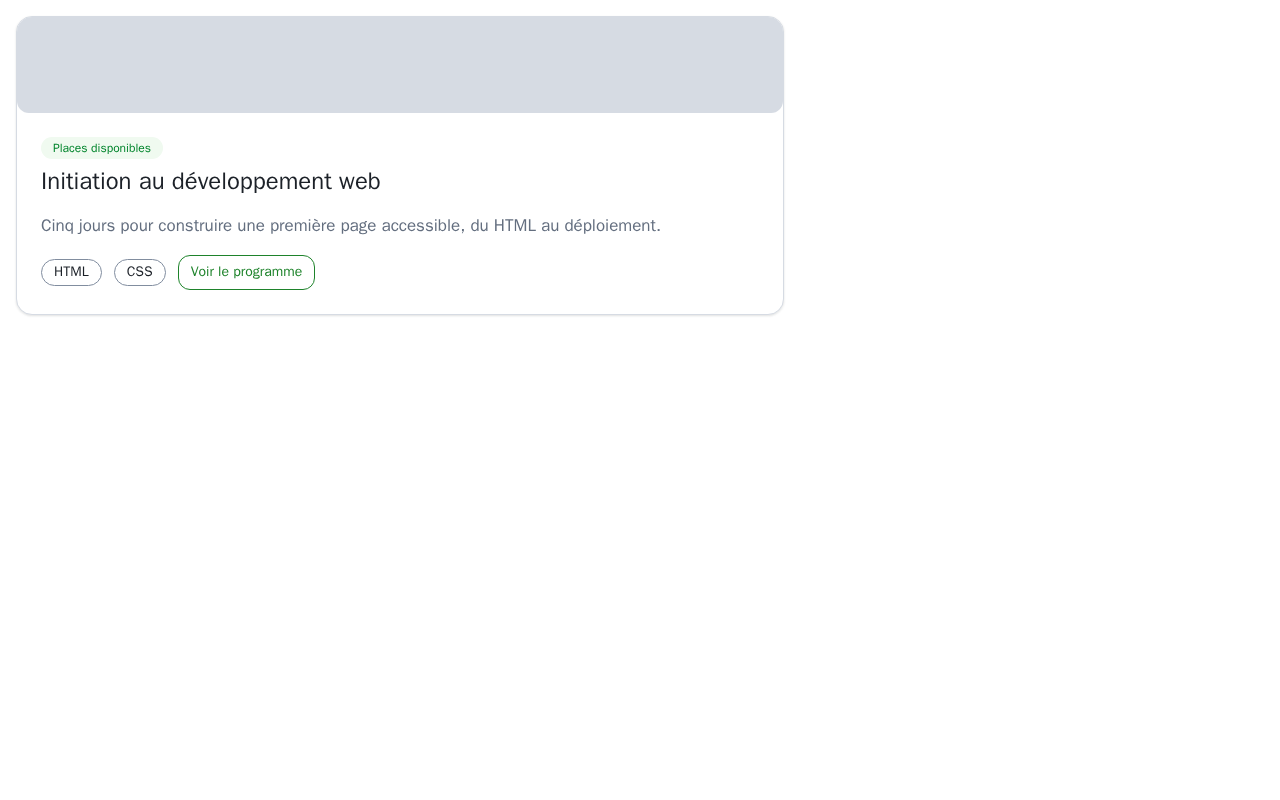 Places disponibles
Initiation au développement web
Cinq jours pour construire une première page accessible, du HTML au déploiement.
HTML CSS Voir le programme